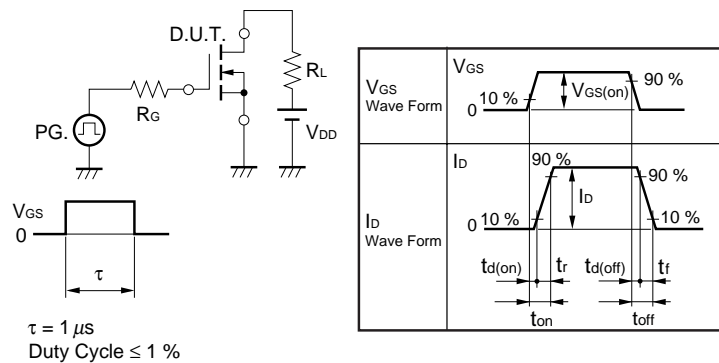 D.U.T.
RL
RG
PG.
VDD
VGS
0
τ
τ = 1 μs
Duty Cycle ≤ 1 %
VGS
Wave Form
VGS
10 %
0
VGS(on)
90 %
ID
Wave Form
ID
90 %
90 %
ID
0
10 %
10 %
td(on)
tr
td(off)
tf
ton
toff